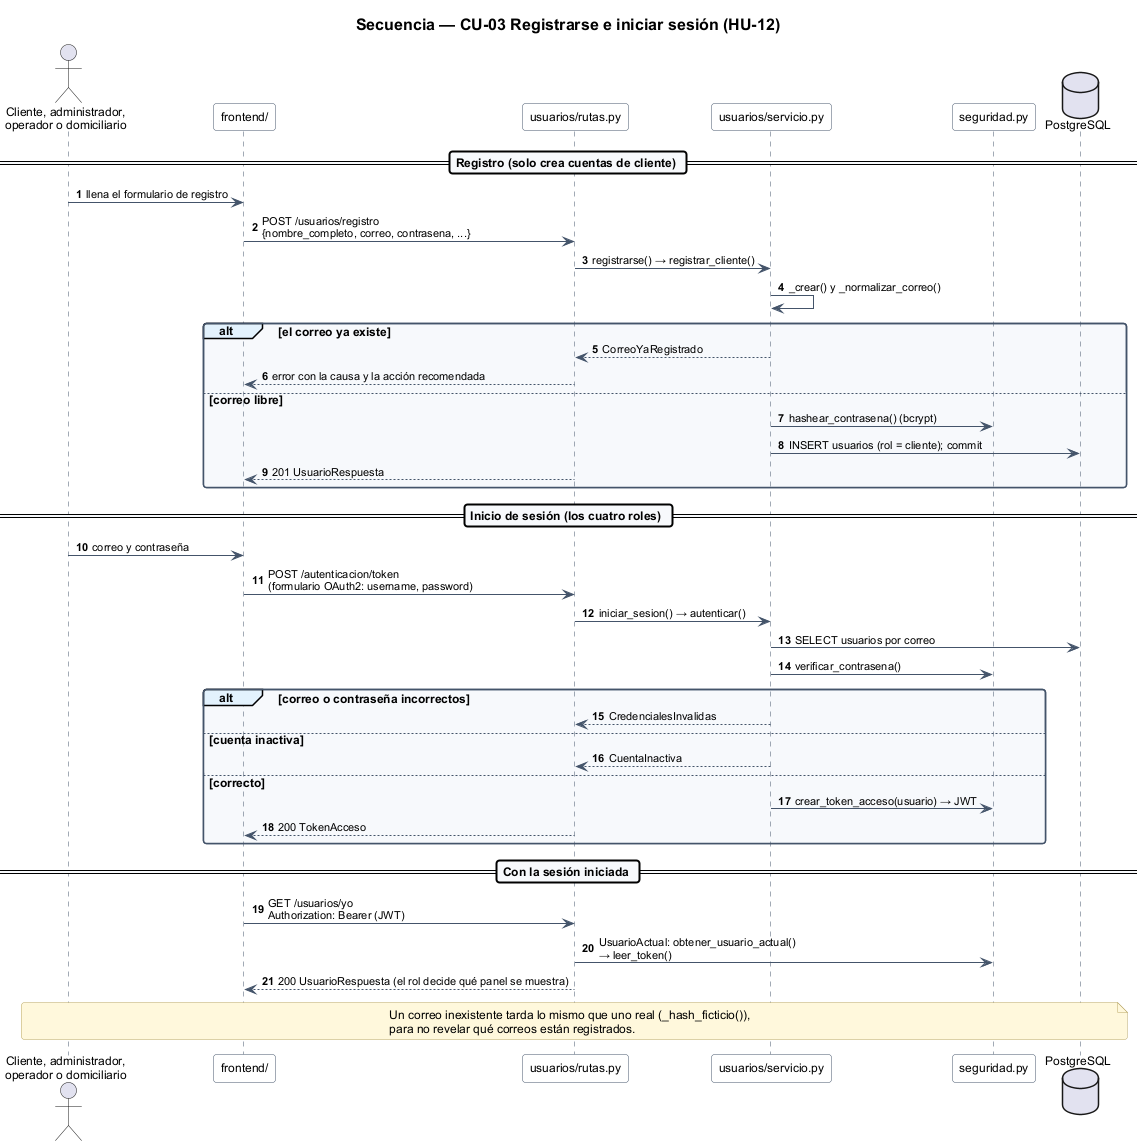 Secuencia — CU-03 Registrarse e iniciar sesión (HU-12)
Cliente, administrador,
operador o domiciliario
frontend/
usuarios/rutas.py
usuarios/servicio.py
seguridad.py
PostgreSQL
Registro (solo crea cuentas de cliente)
1 llena el formulario de registro
2 POST /usuarios/registro
{nombre_completo, correo, contrasena, ...}
3 registrarse() → registrar_cliente()
4 _crear() y _normalizar_correo()
alt [el correo ya existe]
5 CorreoYaRegistrado
6 error con la causa y la acción recomendada
[correo libre]
7 hashear_contrasena() (bcrypt)
8 INSERT usuarios (rol = cliente); commit
9 201 UsuarioRespuesta
Inicio de sesión (los cuatro roles)
10 correo y contraseña
11 POST /autenticacion/token
(formulario OAuth2: username, password)
12 iniciar_sesion() → autenticar()
13 SELECT usuarios por correo
14 verificar_contrasena()
alt [correo o contraseña incorrectos]
15 CredencialesInvalidas
[cuenta inactiva]
16 CuentaInactiva
[correcto]
17 crear_token_acceso(usuario) → JWT
18 200 TokenAcceso
Con la sesión iniciada
19 GET /usuarios/yo
Authorization: Bearer (JWT)
20 UsuarioActual: obtener_usuario_actual()
→ leer_token()
21 200 UsuarioRespuesta (el rol decide qué panel se muestra)
Un correo inexistente tarda lo mismo que uno real (_hash_ficticio()),
para no revelar qué correos están registrados.
Cliente, administrador,
operador o domiciliario
frontend/
usuarios/rutas.py
usuarios/servicio.py
seguridad.py
PostgreSQL